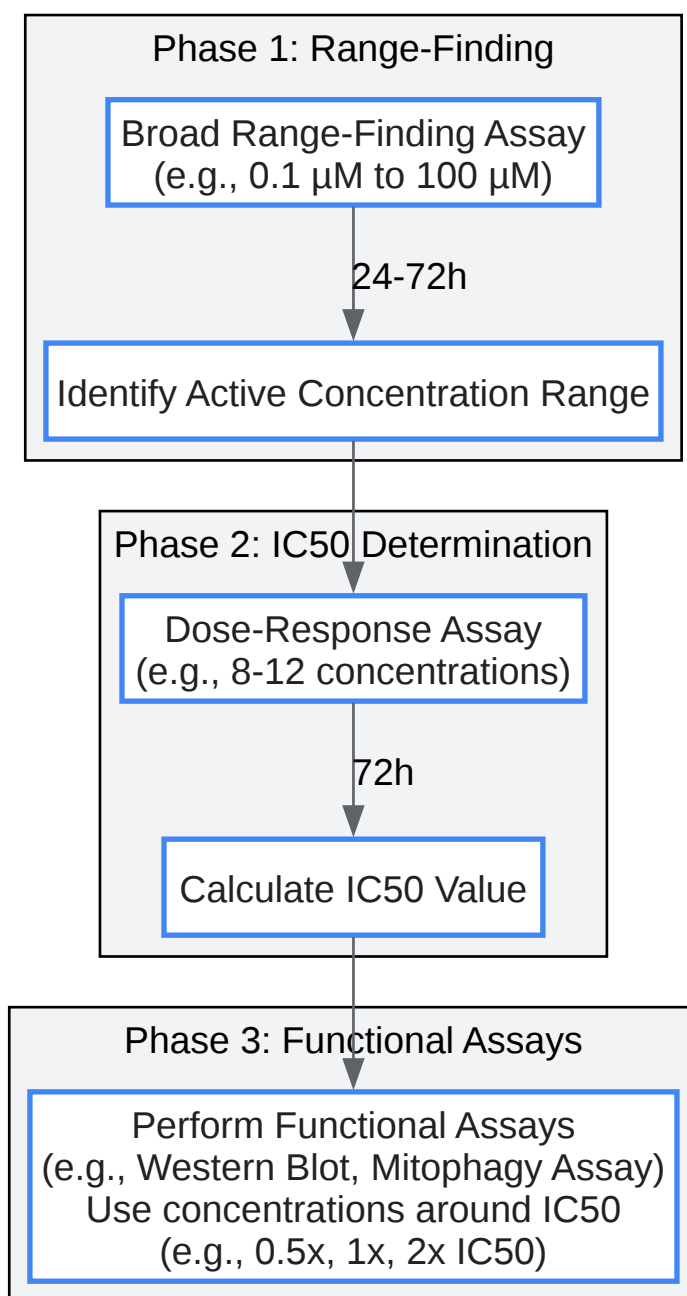 Phase 1: Range-Finding
Broad Range-Finding Assay
(e.g., 0.1 µM to 100 µM)
24-72h
Identify Active Concentration Range
Phase 2: IC50 Determination
Dose-Response Assay
(e.g., 8-12 concentrations)
72h
Calculate IC50 Value
Phase 3: Functional Assays
Perform Functional Assays
(e.g., Western Blot, Mitophagy Assay)
Use concentrations around IC50
(e.g., 0.5x, 1x, 2x IC50)